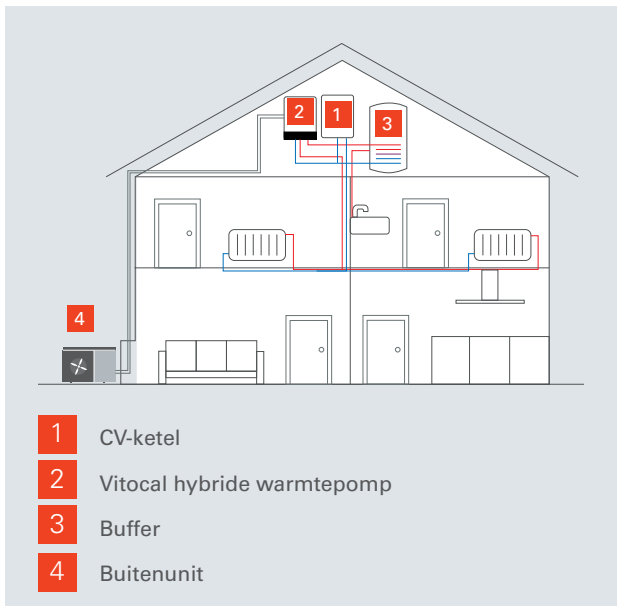 2
1
3
4
1 CV-ketel
2 Vitocal hybride warmtepomp
3 Buffer
4 Buitenunit